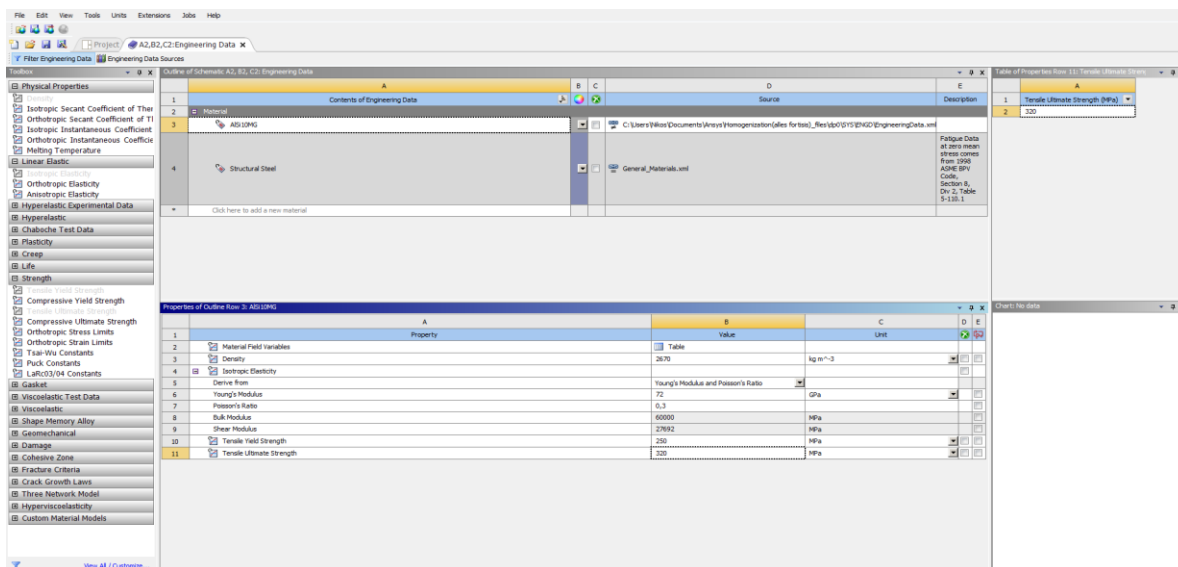 File Edit View Tools Units Extensions Jobs Help
Project A2,B2,C2:Engineering Data
Filter Engineering Data Engineering Data Sources
Toolbox
Physical Properties
Density
Isotropic Secant Coefficient of Ther
Orthotropic Secant Coefficient of Tl
Isotropic Instantaneous Coefficient
Orthotropic Instantaneous Coefficie
Melting Temperature
Linear Elastic
Isotropic Elasticity
Orthotropic Elasticity
Anisotropic Elasticity
Hyperelastic Experimental Data
Hyperelastic
Chaboche Test Data
Plasticity
Creep
Life
Strength
Tensile Yield Strength
Compressive Yield Strength
Tensile Ultimate Strength
Compressive Ultimate Strength
Orthotropic Stress Limits
Orthotropic Strain Limits
Tsai-Wu Constants
Puck Constants
LaRc03/04 Constants
Gasket
Viscoelastic Test Data
Viscoelastic
Shape Memory Alloy
Geomechanical
Damage
Cohesive Zone
Fracture Criteria
Crack Growth Laws
Three Network Model
Hyperviscoelasticity
Custom Material Models
View All / Customize...
Outline of Schematic A2, B2, C2: Engineering Data
A B C D E
1 Contents of Engineering Data Source Description
2 Material
3 AlSi10MG C:\Users\Nikos\Documents\Ansys\Homogenization(alles fortisis)_files\dp0\SYS\ENGD\EngineeringData.xml
4 Structural Steel General_Materials.xml
Fatigue Data
at zero mean
stress comes
from 1998
ASME BPV
Code,
Section 8,
Div 2, Table
5-110.1
* Click here to add a new material
Properties of Outline Row 3: AlSi10MG
A B C D E
1 Property Value Unit
2 Material Field Variables Table
3 Density 2670 kg m^-3
4 Isotropic Elasticity
5 Derive from Young's Modulus and Poisson's Ratio
6 Young's Modulus 72 GPa
7 Poisson's Ratio 0,3
8 Bulk Modulus 60000 MPa
9 Shear Modulus 27692 MPa
10 Tensile Yield Strength 250 MPa
11 Tensile Ultimate Strength 320 MPa
Table of Properties Row 11: Tensile Ultimate Stren
A
1 Tensile Ultimate Strength (MPa)
2 320
Chart: No data